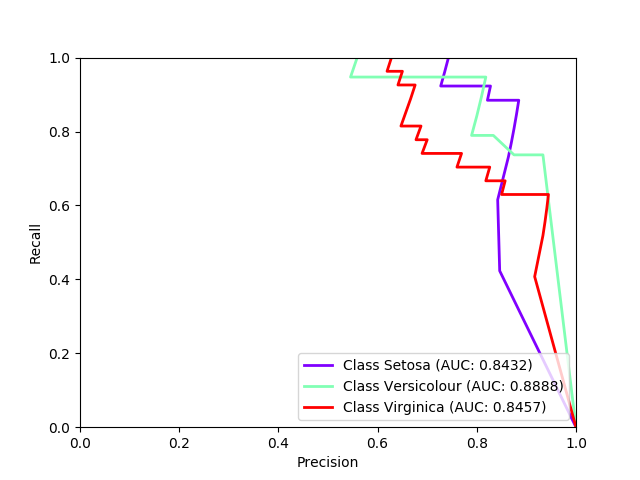 1.0
0.8
0.6
0.4
0.2
0.0
Recall
Class Setosa (AUC: 0.8432)
Class Versicolour (AUC: 0.8888)
Class Virginica (AUC: 0.8457)
0.0 0.2 0.4 0.6 0.8 1.0
Precision